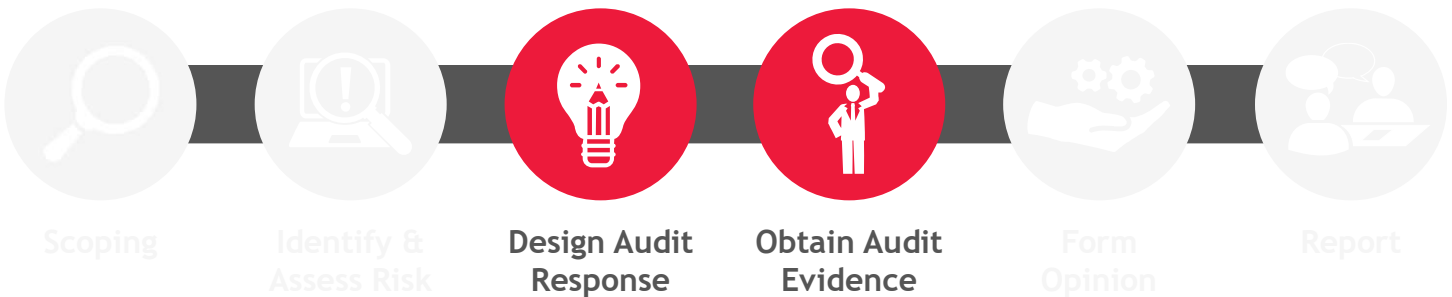 Scoping
Identify &
Assess Risk
Design Audit
Response
Obtain Audit
Evidence
Form
Opinion
Report